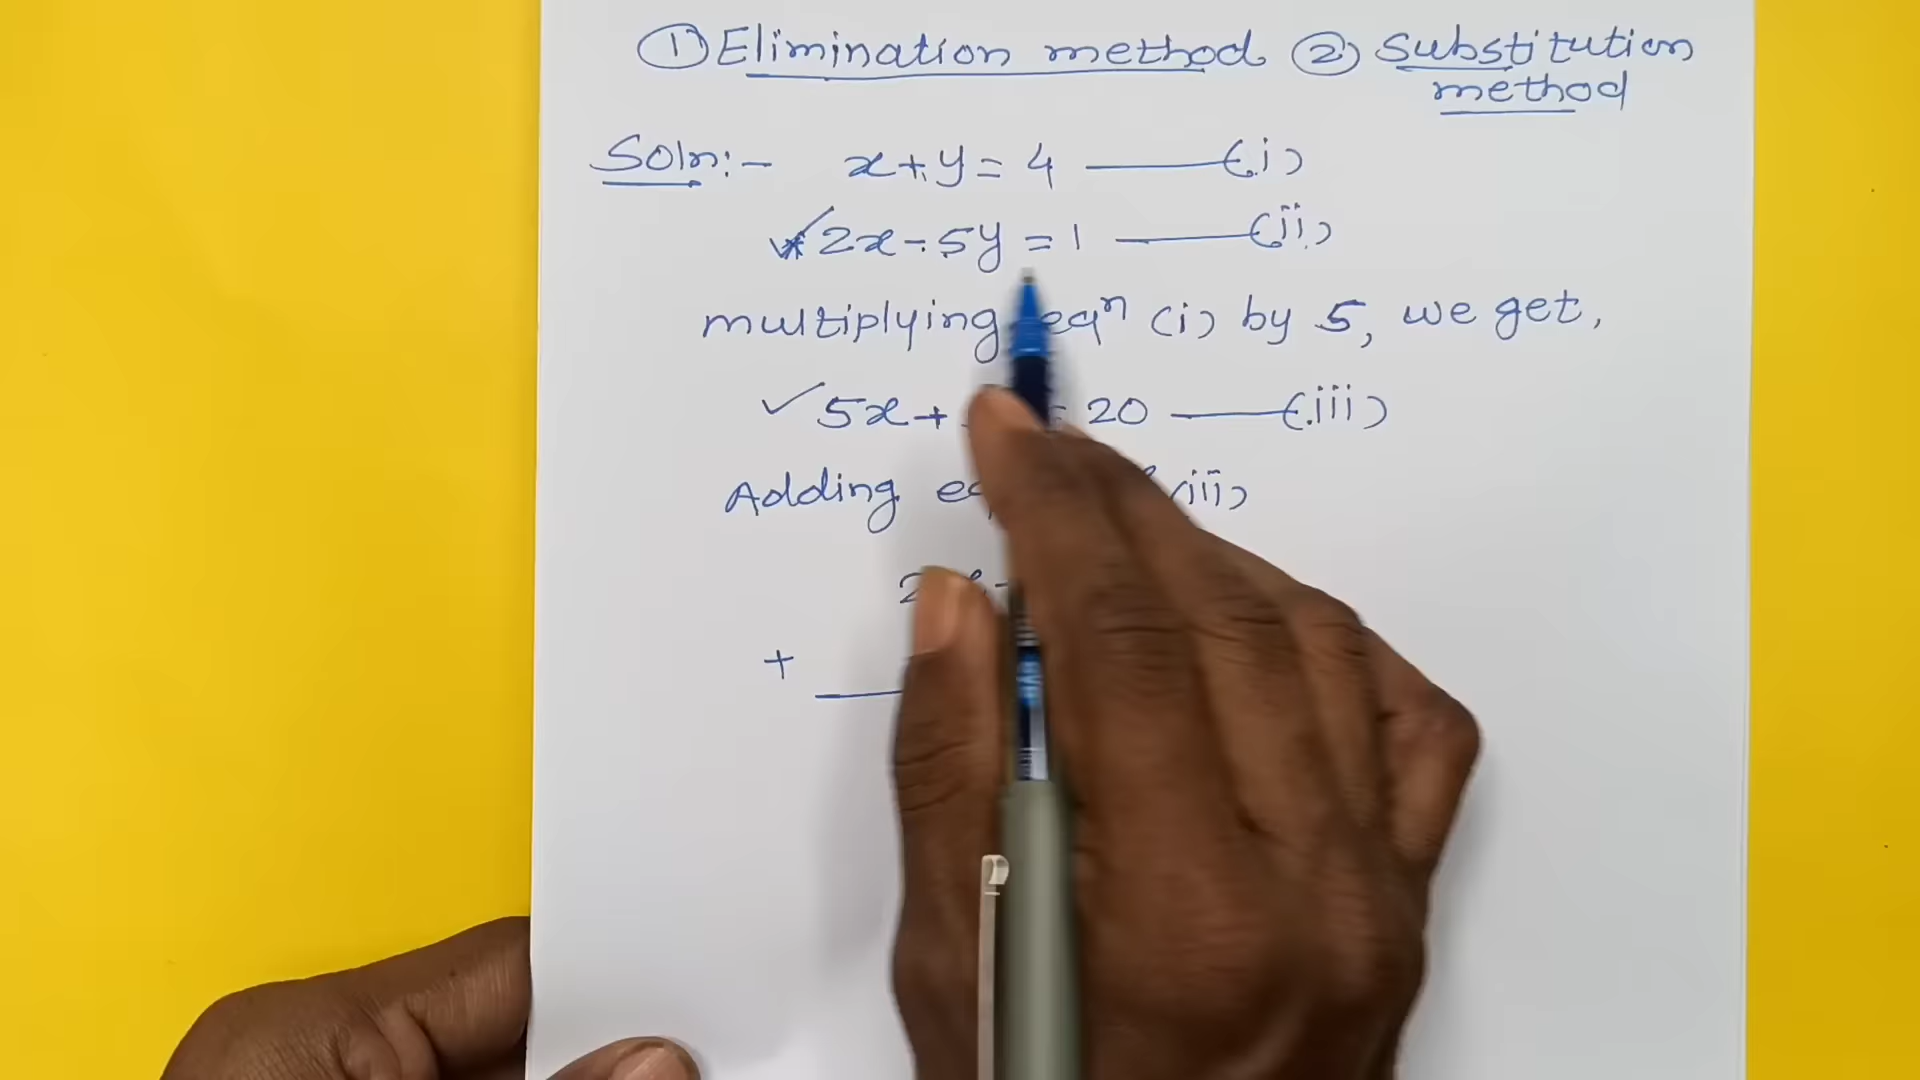 ① Elimination method ② Substitution
method
Soln:- x+y=4 —(i)
2x-5y=1 —(ii)
multiplying eqⁿ (i) by 5, we get,
✓5x+ = 20 —(iii)
Adding (iii)
+